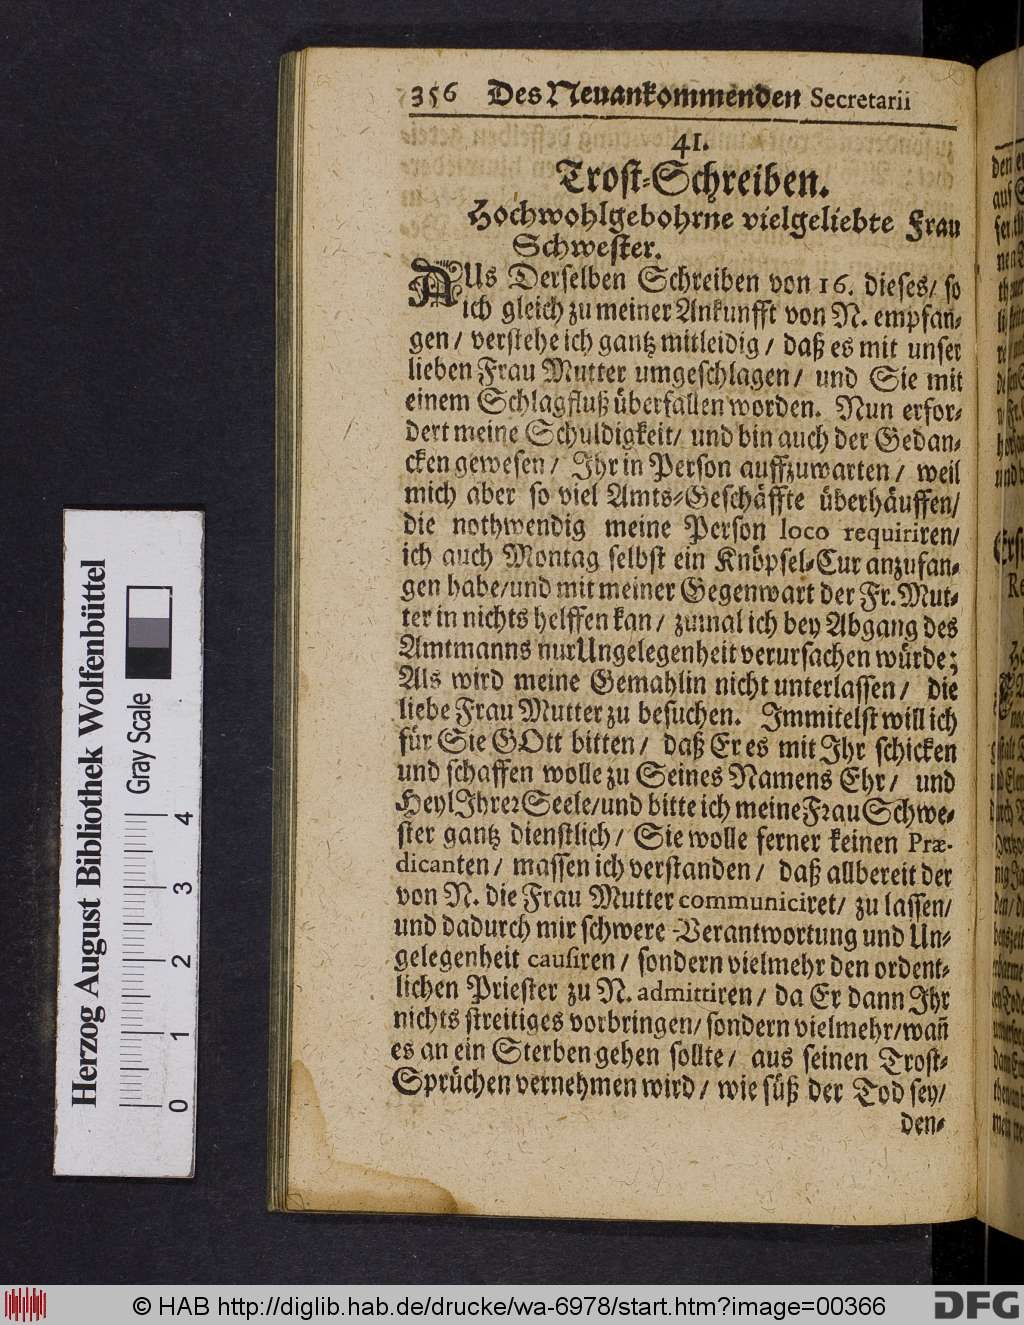 356 Des Neuankommenden Secretarii
41.
Trost-Schreiben.
Hochwohlgebohrne vielgeliebte Frau
Schwester.
AUs Derselben Schreiben von 16. dieses/ so
ich gleich zu meiner Ankunfft von N. empfan-
gen / verstehe ich gantz mitleidig / daß es mit unser
lieben Frau Mutter umgeschlagen/ und Sie mit
einem Schlagfluß überfallen worden. Nun erfor-
dert meine Schuldigkeit/ und bin auch der Gedan-
cken gewesen / Ihr in Person auffzuwarten / weil
mich aber so viel Amts-Geschäffte überhäuffen/
die nothwendig meine Person loco requiriren/
ich auch Montag selbst ein Knöpsel-Cur anzufan-
gen habe/und mit meiner Gegenwart der Fr. Mut-
ter in nichts helffen kan / zumal ich bey Abgang des
Amtmanns nur Ungelegenheit verursachen würde;
Als wird meine Gemahlin nicht unterlassen / die
liebe Frau Mutter zu besuchen. Immitelst will ich
für Sie GOtt bitten / daß Er es mit Ihr schicken
und schaffen wolle zu Seines Namens Ehr / und
Heyl Ihrer Seele/und bitte ich meine Frau Schwe-
ster gantz dienstlich / Sie wolle ferner keinen Præ-
dicanten / massen ich verstanden / daß allbereit der
von N. die Frau Mutter communiciret/ zu lassen/
und dadurch mir schwere Verantwortung und Un-
gelegenheit causiren / sondern vielmehr den ordent-
lichen Priester zu N. admittiren / da Er dann Ihr
nichts streitiges vorbringen/ sondern vielmehr/wañ
es an ein Sterben gehen sollte / aus seinen Trost-
Sprüchen vernehmen wird / wie süß der Tod sey/
den-
Herzog August Bibliothek Wolfenbüttel
Gray Scale
0 1 2 3 4
© HAB http://diglib.hab.de/drucke/wa-6978/start.htm?image=00366
DFG